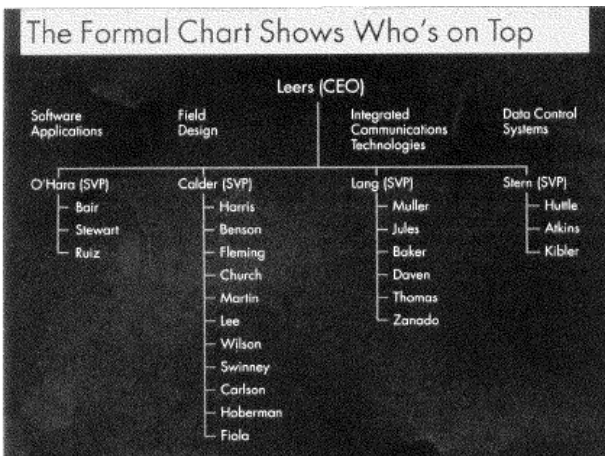 The Formal Chart Shows Who's on Top
Leers (CEO)
Software
Applications
Field
Design
Integrated
Communications
Technologies
Data Control
Systems
O'Hara (SVP)
Bair
Stewart
Ruiz
Calder (SVP)
Harris
Benson
Fleming
Church
Martin
Lee
Wilson
Swinney
Carlson
Hoberman
Fiola
Lang (SVP)
Muller
Jules
Baker
Daven
Thomas
Zanado
Stern (SVP)
Huttle
Atkins
Kibler